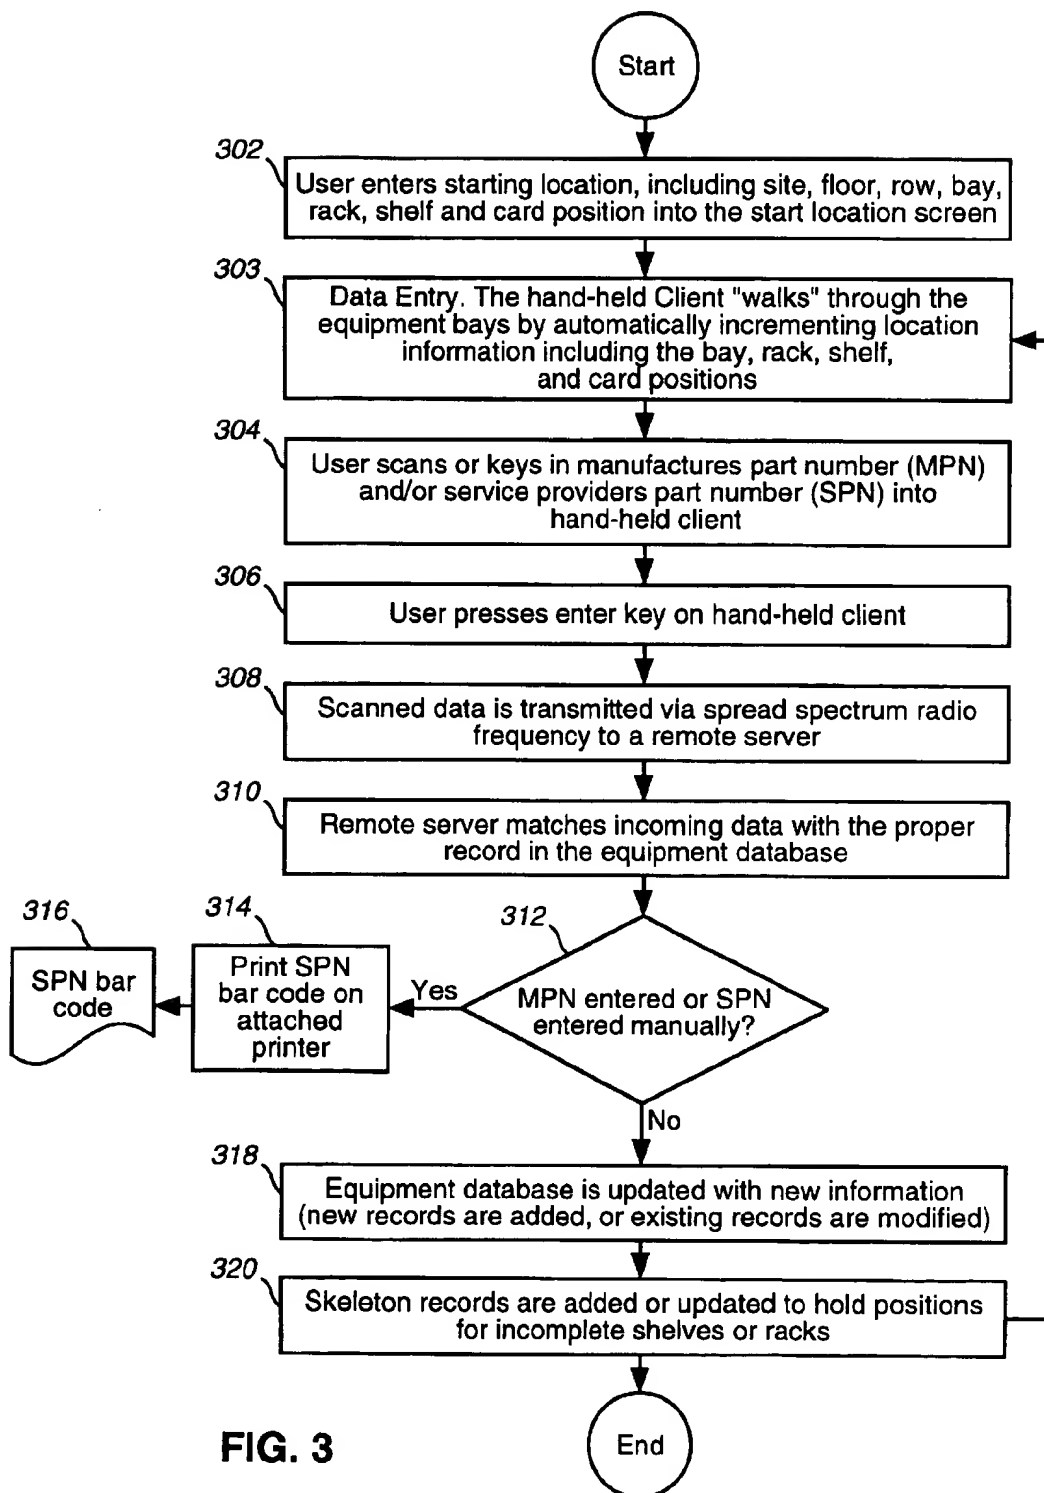 Start
302
User enters starting location, including site, floor, row, bay,
rack, shelf and card position into the start location screen
303
Data Entry. The hand-held Client "walks" through the
equipment bays by automatically incrementing location
information including the bay, rack, shelf,
and card positions
304
User scans or keys in manufactures part number (MPN)
and/or service providers part number (SPN) into
hand-held client
306
User presses enter key on hand-held client
308
Scanned data is transmitted via spread spectrum radio
frequency to a remote server
310
Remote server matches incoming data with the proper
record in the equipment database
316
SPN bar
code
314
Print SPN
bar code on
attached
printer
Yes
312
MPN entered or SPN
entered manually?
No
318
Equipment database is updated with new information
(new records are added, or existing records are modified)
320
Skeleton records are added or updated to hold positions
for incomplete shelves or racks
End
FIG. 3